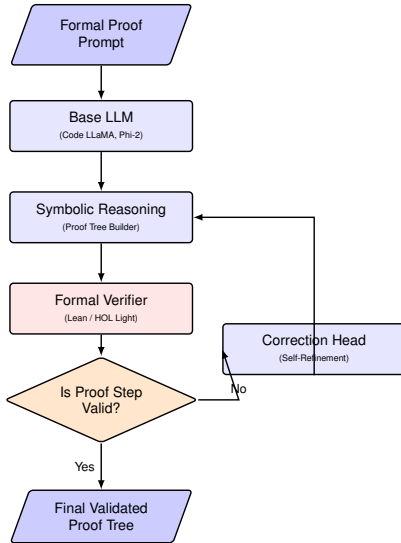 Formal Proof
Prompt
Base LLM
(Code LLaMA, Phi-2)
Symbolic Reasoning
(Proof Tree Builder)
Formal Verifier
(Lean / HOL Light)
Correction Head
(Self-Refinement)
Is Proof Step
Valid?
No
Yes
Final Validated
Proof Tree